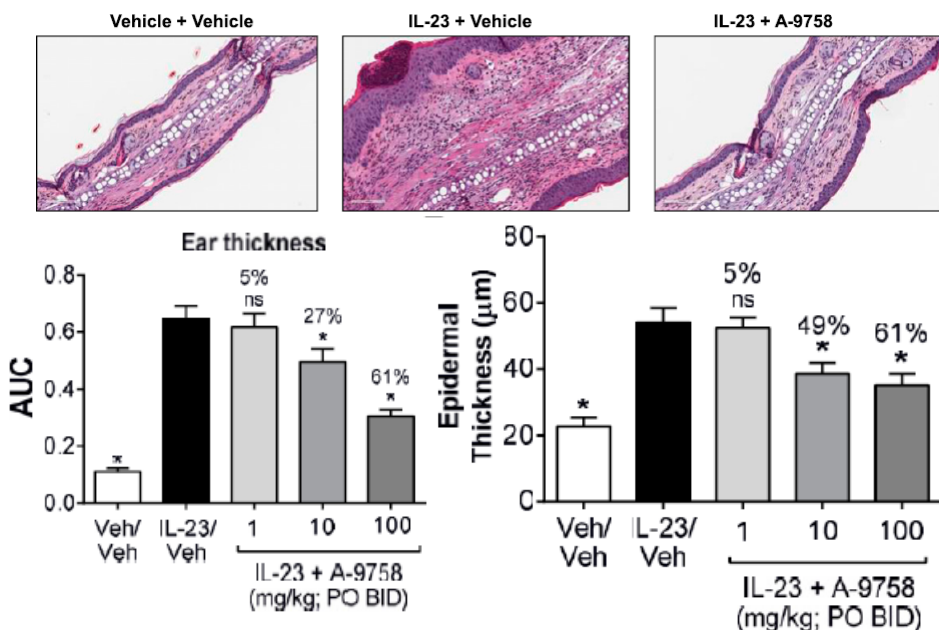 Vehicle + Vehicle
IL-23 + Vehicle
IL-23 + A-9758
Ear thickness
AUC
0.8
0.6
0.4
0.2
0.0
*
5%
ns
27%
*
61%
*
Veh/
Veh
IL-23/
Veh
1
10
100
IL-23 + A-9758
(mg/kg; PO BID)
Epidermal
Thickness (μm)
80
60
40
20
0
*
5%
ns
49%
*
61%
*
Veh/
Veh
IL-23/
Veh
1
10
100
IL-23 + A-9758
(mg/kg; PO BID)